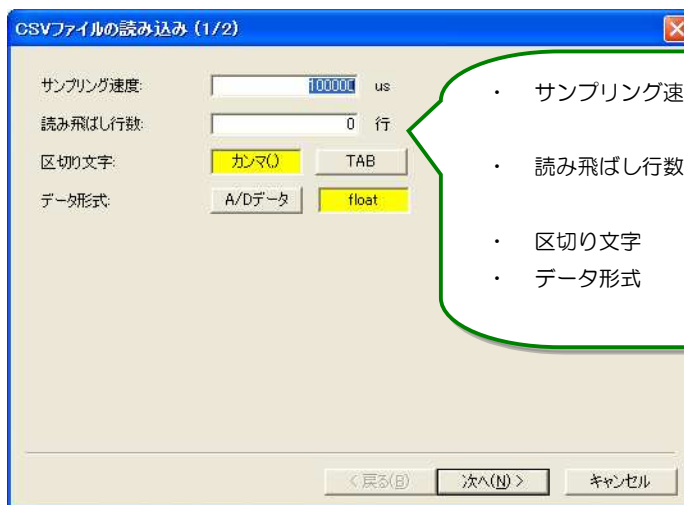 CSVファイルの読み込み (1/2)
サンプリング速度: 100000 us
読み飛ばし行数: 0 行
区切り文字: カンマ(,) TAB
データ形式: A/Dデータ float
・ サンプリング速
・ 読み飛ばし行数
・ 区切り文字
・ データ形式
< 戻る(B) 次へ(N) > キャンセル